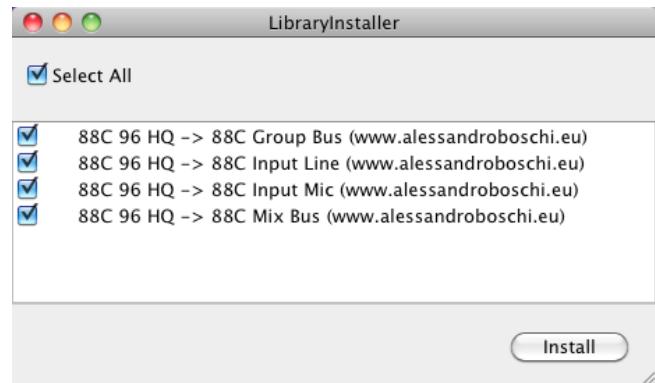 LibraryInstaller
Select All
88C 96 HQ -> 88C Group Bus (www.alessandroboschi.eu)
88C 96 HQ -> 88C Input Line (www.alessandroboschi.eu)
88C 96 HQ -> 88C Input Mic (www.alessandroboschi.eu)
88C 96 HQ -> 88C Mix Bus (www.alessandroboschi.eu)
Install